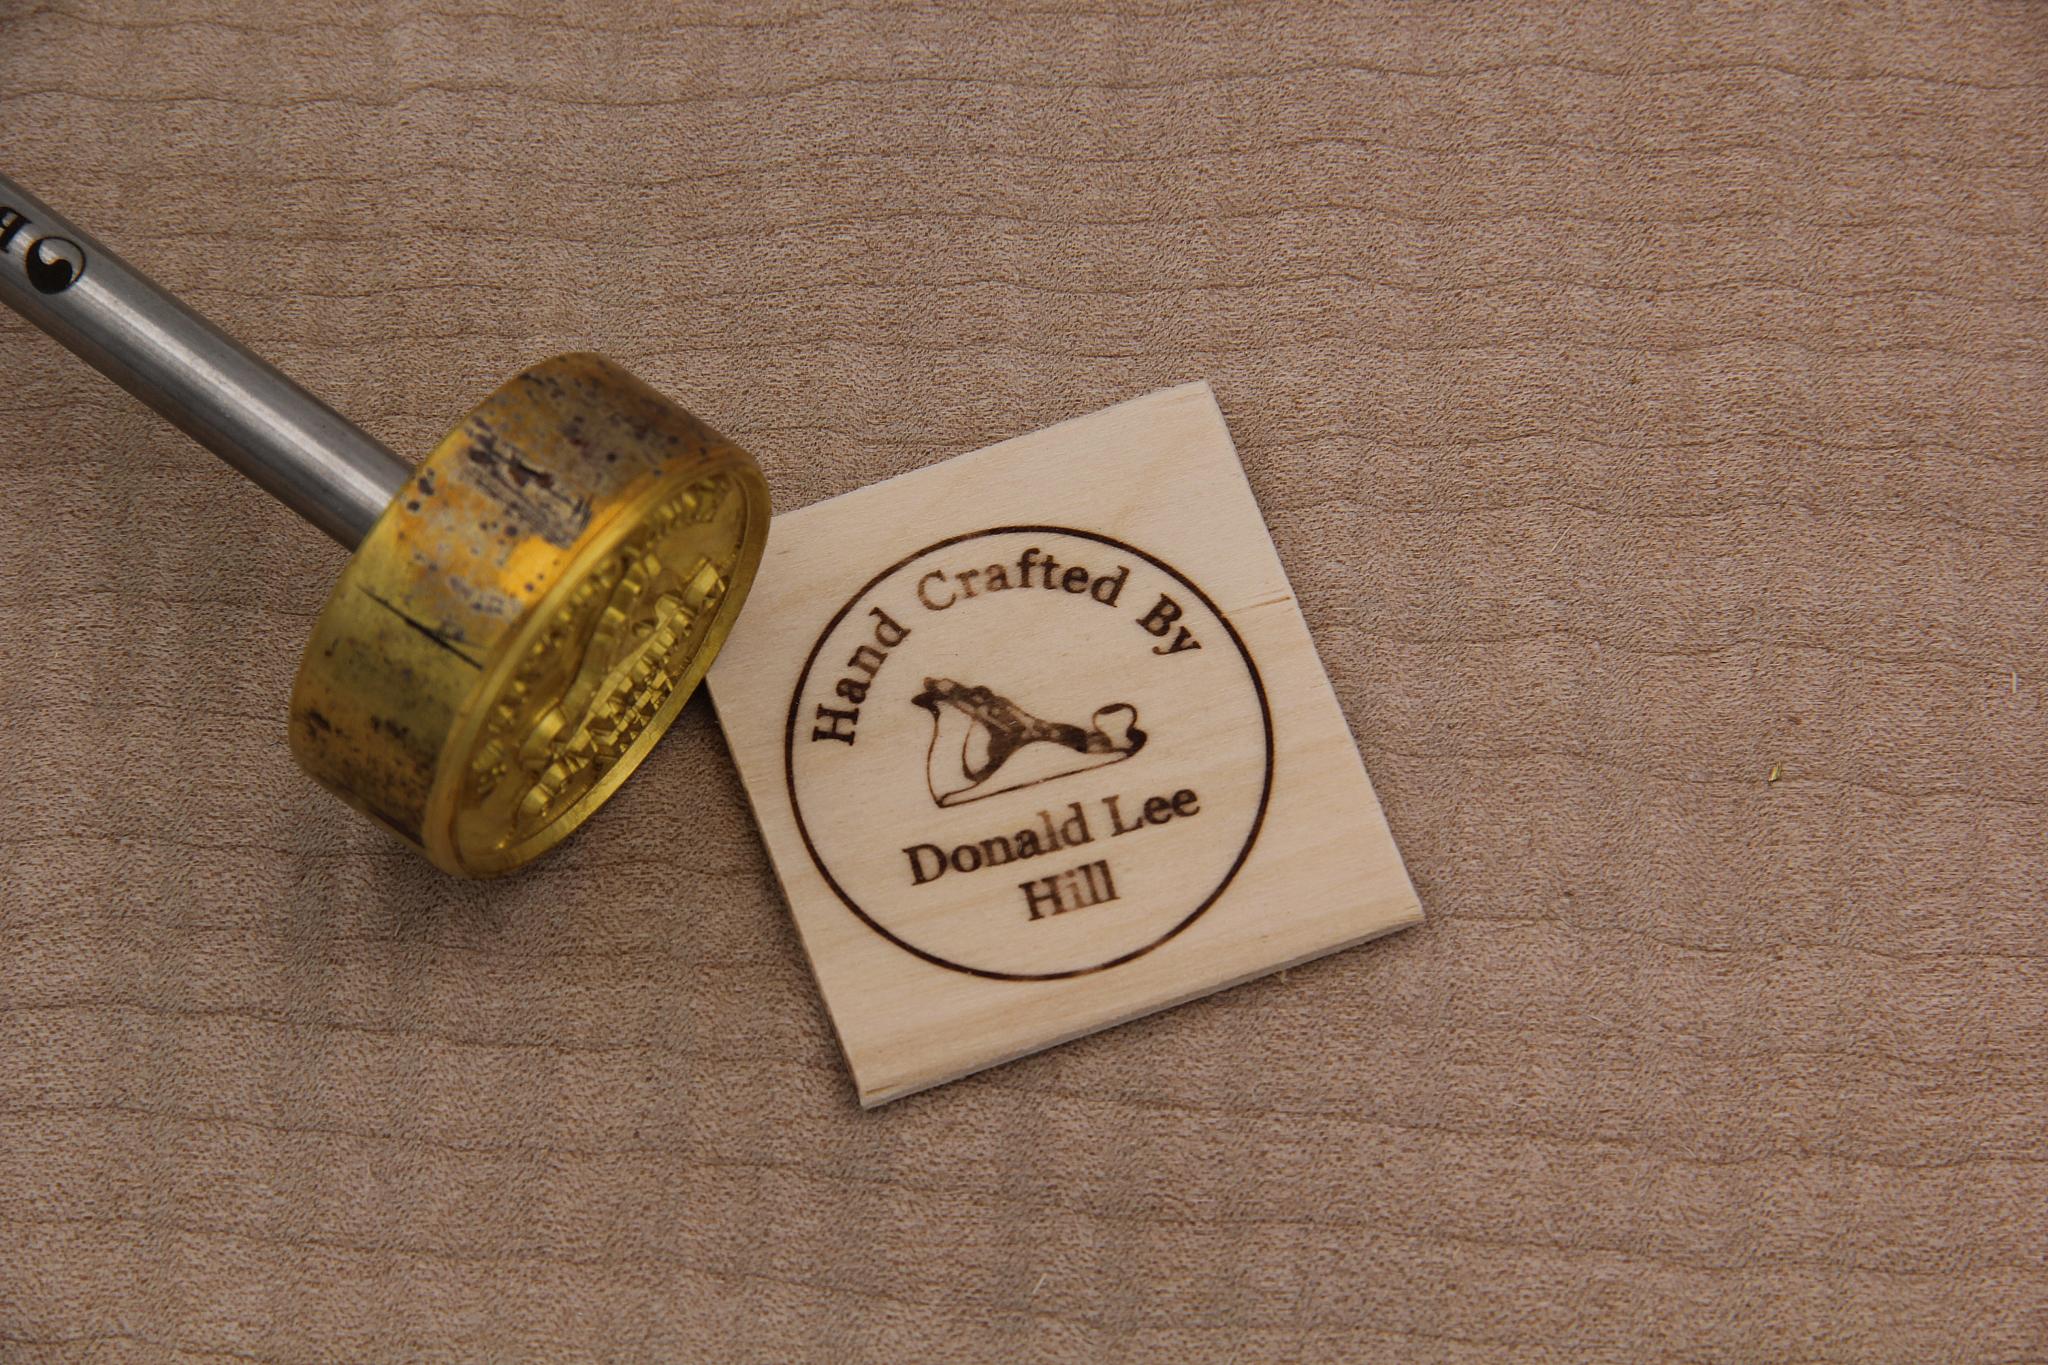 Hand Crafted By
Donald Lee
Hill